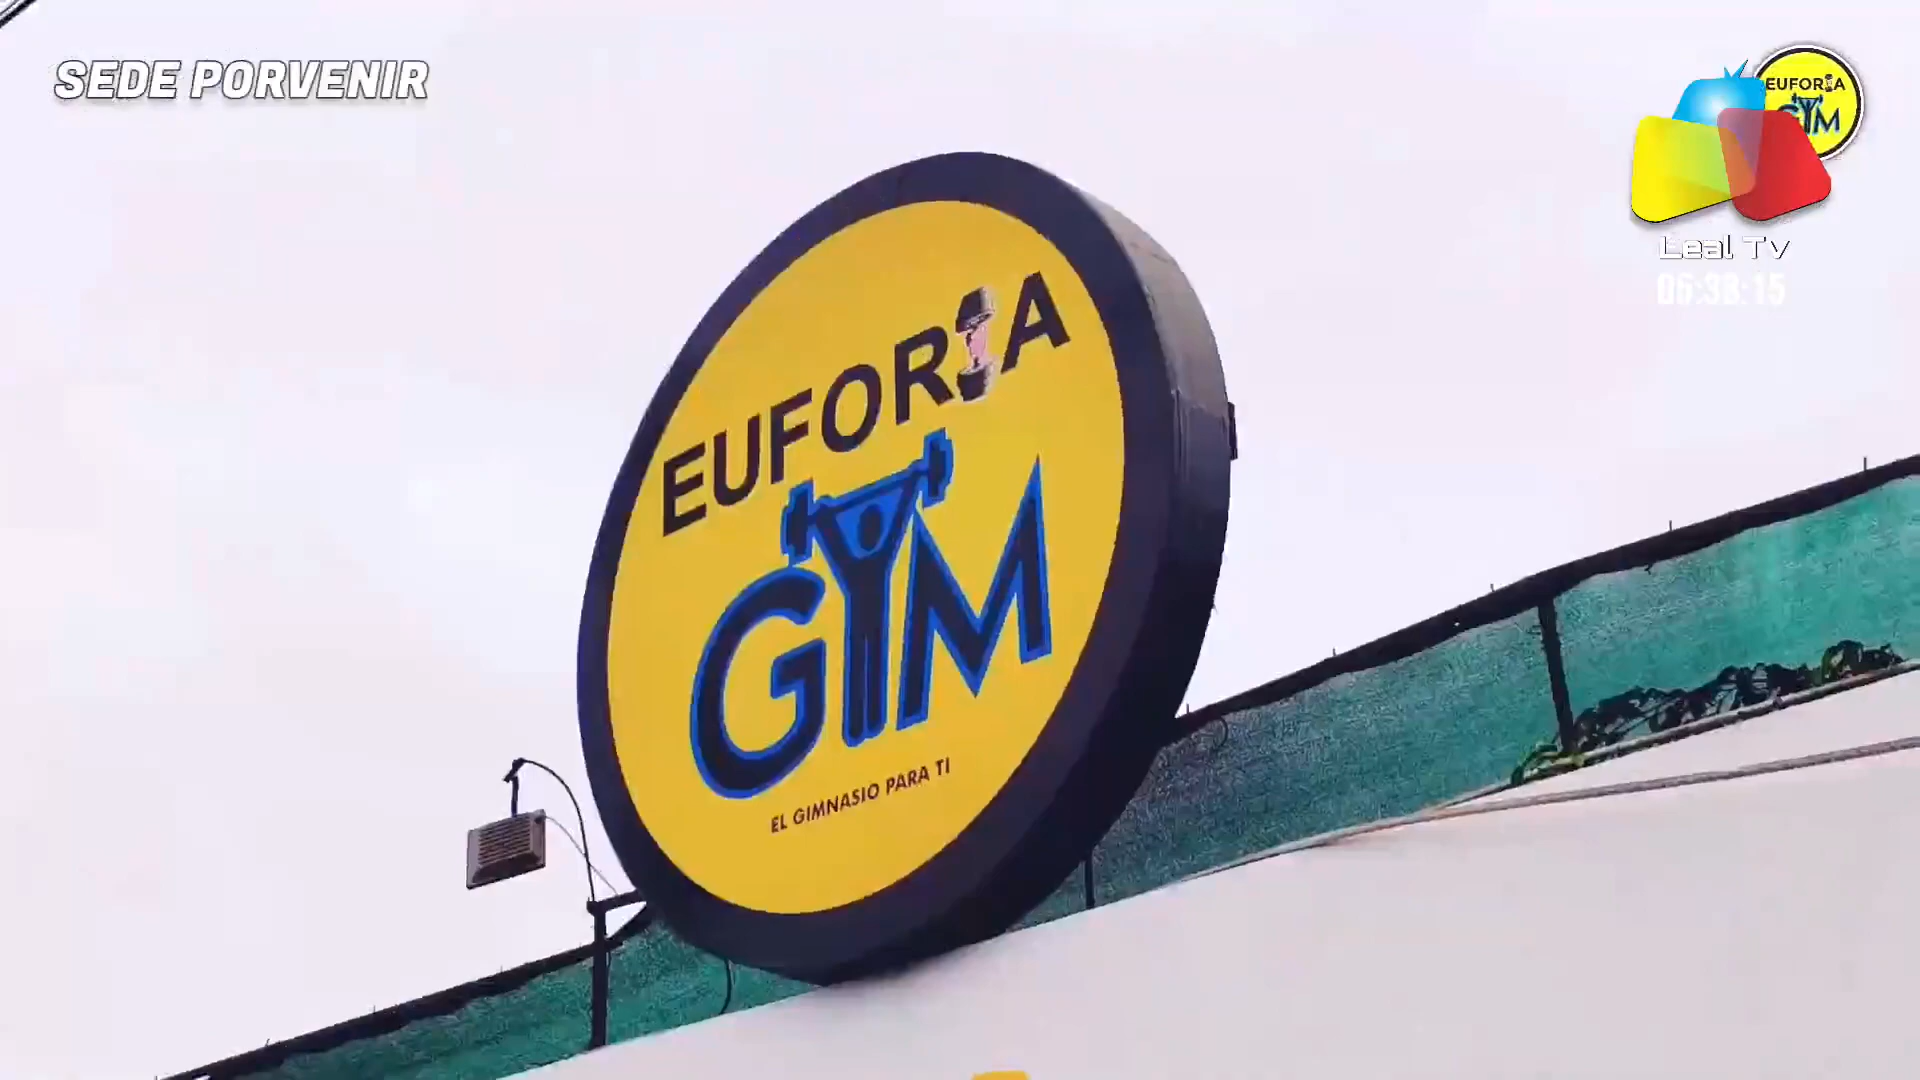 SEDE PORVENIR
EUFORIA
GYM
Leal Tv
06:38:15
EUFORIA
GYM
EL GIMNASIO PARA TI